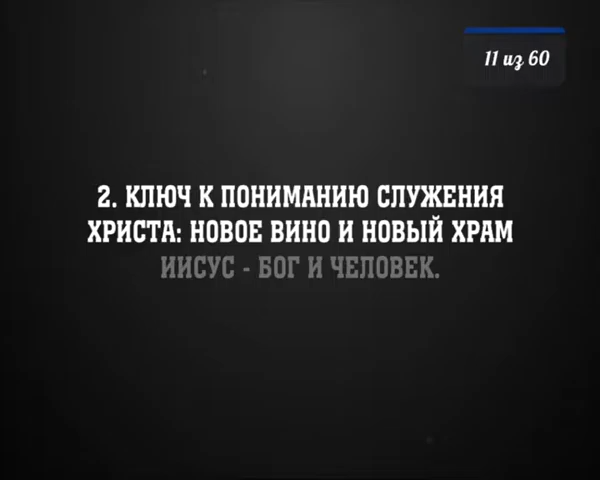 11 из 60
2. КЛЮЧ К ПОНИМАНИЮ СЛУЖЕНИЯ
ХРИСТА: НОВОЕ ВИНО И НОВЫЙ ХРАМ
ИИСУС - БОГ И ЧЕЛОВЕК.